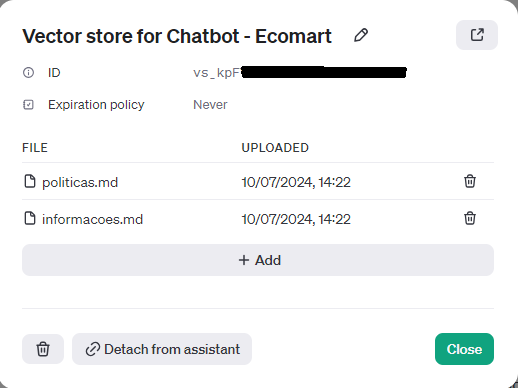 Vector store for Chatbot - Ecomart
ID vs_kpF
Expiration policy Never
FILE UPLOADED
politicas.md 10/07/2024, 14:22
informacoes.md 10/07/2024, 14:22
+ Add
Detach from assistant Close